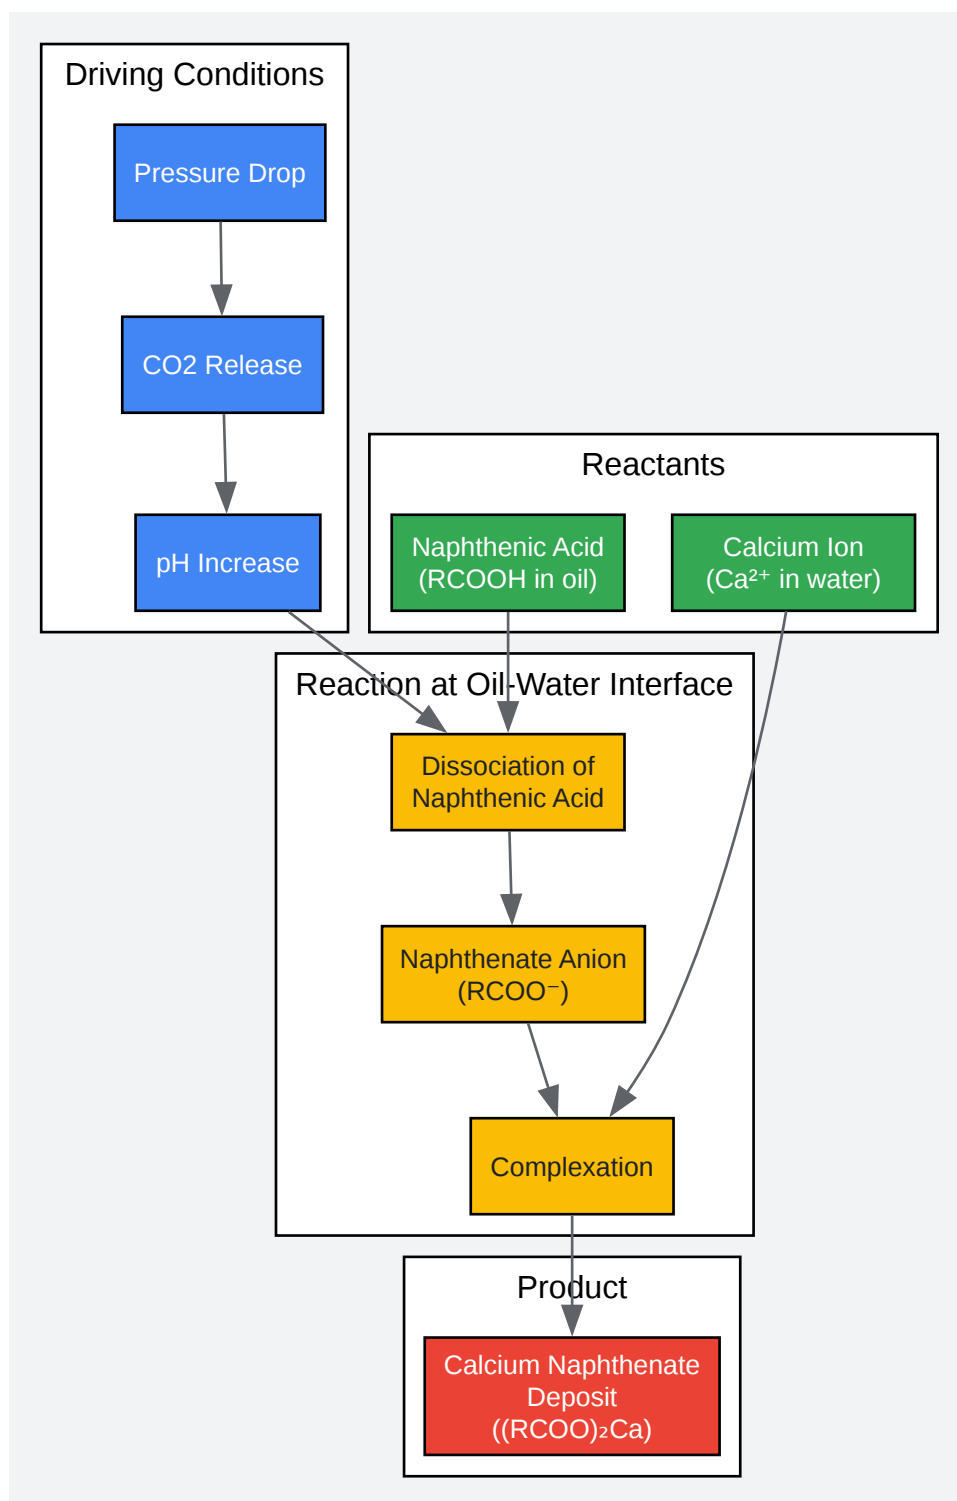 Driving Conditions
Pressure Drop
CO2 Release
pH Increase
Reactants
Naphthenic Acid
(RCOOH in oil)
Calcium Ion
(Ca²⁺ in water)
Reaction at Oil-Water Interface
Dissociation of
Naphthenic Acid
Naphthenate Anion
(RCOO⁻)
Complexation
Product
Calcium Naphthenate
Deposit
((RCOO)₂Ca)